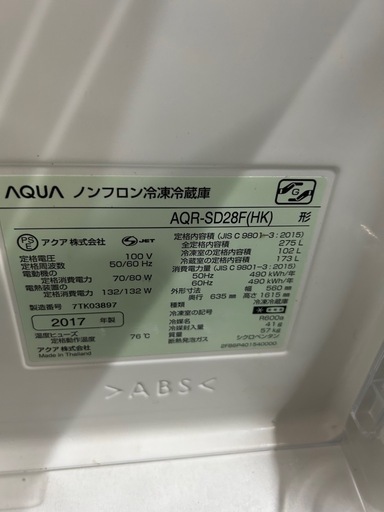 AQUA ノンフロン冷凍冷蔵庫
G
AQR-SD28F(HK) 形
PS E アクア株式会社 JET
定格電圧 100 V
定格周波数 50/60 Hz
電動機の定格消費電力 70/80 W
電熱装置の定格消費電力 132/132 W
製造番号 7TK03897
2017 年製
温度ヒューズ定格動作温度 76℃
アクア株式会社
Made in Thailand
定格内容積 (JIS C 9801-3:2015)
全定格内容積 275 L
冷凍室の定格内容積 102 L
冷蔵室の定格内容積 173 L
消費電力量 (JIS C 9801-3:2015)
50Hz 490 kWh/年
60Hz 490 kWh/年
外形寸法 幅 560 mm
奥行 635 mm 高さ 1615 mm
種類 冷凍冷蔵庫
冷却性能
冷媒名 R600a
冷媒封入量 41g
質量 57kg
断熱発泡ガス シクロペンタン
>ABS<